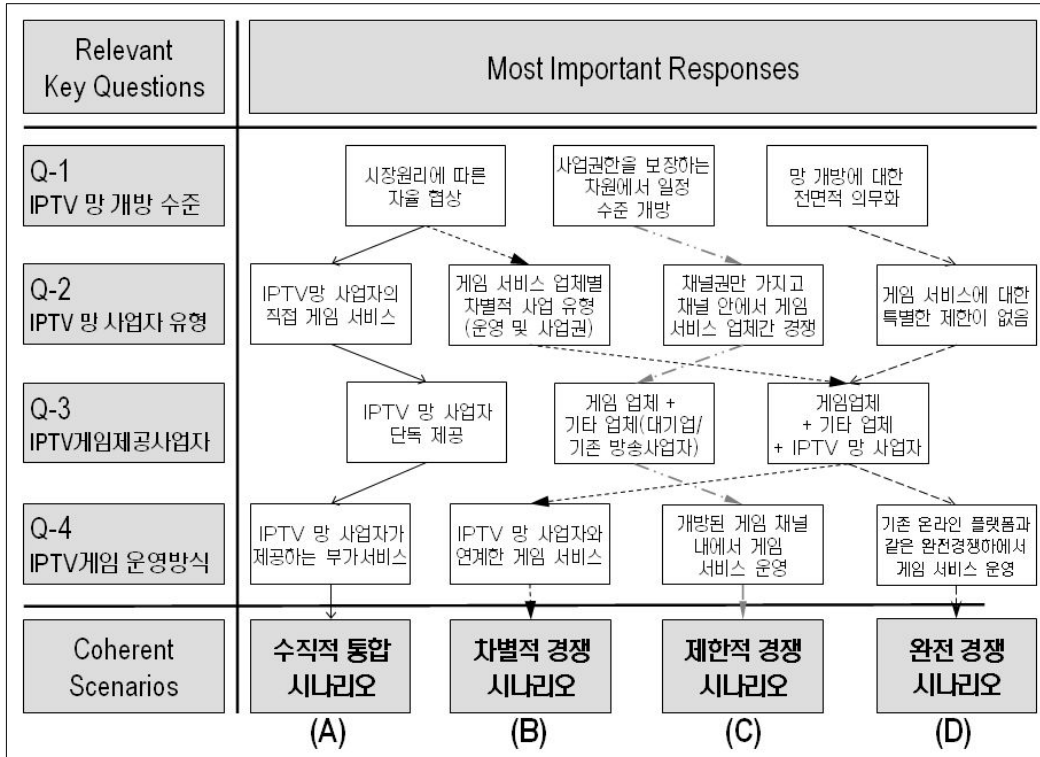 Relevant
Key Questions
Most Important Responses
Q-1
IPTV 망 개방 수준
시장원리에 따른
자율 협상
사업권한을 보장하는
차원에서 일정
수준 개방
망 개방에 대한
전면적 의무화
Q-2
IPTV 망 사업자 유형
IPTV망 사업자의
직접 게임 서비스
게임 서비스 업체별
차별적 사업 유형
(운영 및 사업권)
채널권만 가지고
채널 안에서 게임
서비스 업체간 경쟁
게임 서비스에 대한
특별한 제한이 없음
Q-3
IPTV게임제공사업자
IPTV 망 사업자
단독 제공
게임 업체 +
기타 업체(대기업/
기존 방송사업자)
게임업체
+ 기타 업체
+ IPTV 망 사업자
Q-4
IPTV게임 운영방식
IPTV 망 사업자가
제공하는 부가서비스
IPTV 망 사업자와
연계한 게임 서비스
개방된 게임 채널
내에서 게임
서비스 운영
기존 온라인 플랫폼과
같은 완전경쟁하에서
게임 서비스 운영
Coherent
Scenarios
수직적 통합
시나리오
차별적 경쟁
시나리오
제한적 경쟁
시나리오
완전 경쟁
시나리오
(A)
(B)
(C)
(D)